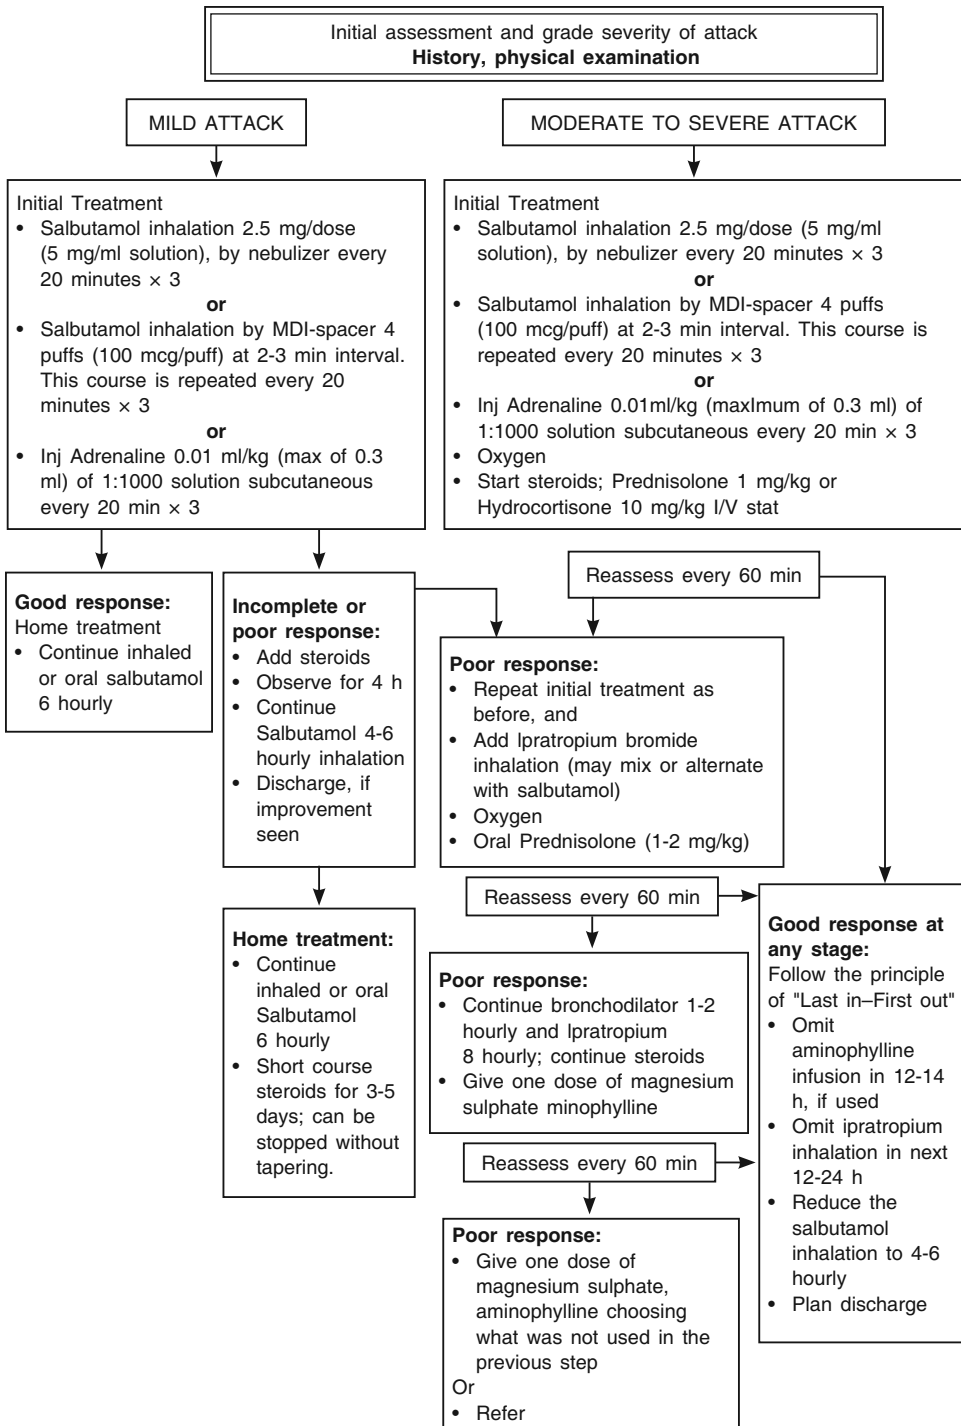 Initial assessment and grade severity of attack
History, physical examination
MILD ATTACK
MODERATE TO SEVERE ATTACK
Initial Treatment
• Salbutamol inhalation 2.5 mg/dose
(5 mg/ml solution), by nebulizer every
20 minutes × 3
or
• Salbutamol inhalation by MDI-spacer 4
puffs (100 mcg/puff) at 2-3 min interval.
This course is repeated every 20
minutes × 3
or
• Inj Adrenaline 0.01 ml/kg (max of 0.3
ml) of 1:1000 solution subcutaneous
every 20 min × 3
Initial Treatment
• Salbutamol inhalation 2.5 mg/dose (5 mg/ml
solution), by nebulizer every 20 minutes × 3
or
• Salbutamol inhalation by MDI-spacer 4 puffs
(100 mcg/puff) at 2-3 min interval. This course is
repeated every 20 minutes × 3
or
• Inj Adrenaline 0.01ml/kg (maxImum of 0.3 ml) of
1:1000 solution subcutaneous every 20 min × 3
• Oxygen
• Start steroids; Prednisolone 1 mg/kg or
Hydrocortisone 10 mg/kg I/V stat
Good response:
Home treatment
• Continue inhaled
or oral salbutamol
6 hourly
Incomplete or
poor response:
• Add steroids
• Observe for 4 h
• Continue
Salbutamol 4-6
hourly inhalation
• Discharge, if
improvement
seen
Reassess every 60 min
Poor response:
• Repeat initial treatment as
before, and
• Add Ipratropium bromide
inhalation (may mix or alternate
with salbutamol)
• Oxygen
• Oral Prednisolone (1-2 mg/kg)
Home treatment:
• Continue
inhaled or oral
Salbutamol
6 hourly
• Short course
steroids for 3-5
days; can be
stopped without
tapering.
Reassess every 60 min
Poor response:
• Continue bronchodilator 1-2
hourly and Ipratropium
8 hourly; continue steroids
• Give one dose of magnesium
sulphate minophylline
Reassess every 60 min
Poor response:
• Give one dose of
magnesium sulphate,
aminophylline choosing
what was not used in the
previous step
Or
• Refer
Good response at
any stage:
Follow the principle
of "Last in–First out"
• Omit
aminophylline
infusion in 12-14
h, if used
• Omit ipratropium
inhalation in next
12-24 h
• Reduce the
salbutamol
inhalation to 4-6
hourly
• Plan discharge